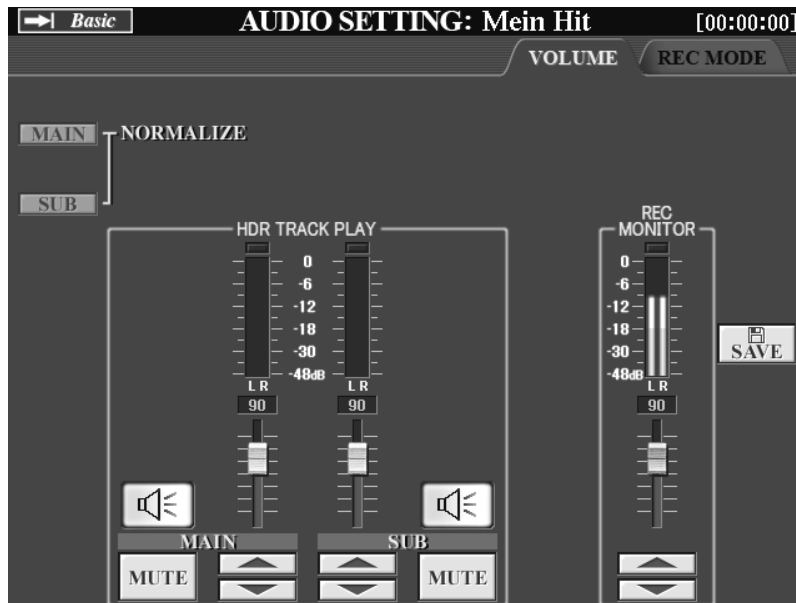 Basic AUDIO SETTING: Mein Hit [00:00:00]
VOLUME REC MODE
MAIN NORMALIZE
SUB
HDR TRACK PLAY
REC MONITOR
0
-6
-12
-18
-30
-48dB
0
-6
-12
-18
-30
-48dB
SAVE
L R L R L R
90 90 90
MAIN SUB
MUTE MUTE